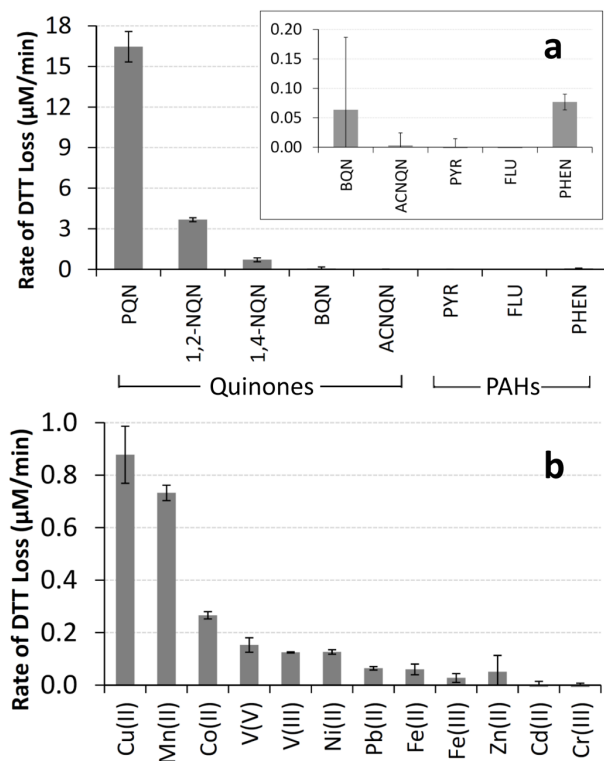 Rate of DTT Loss (µM/min)
18
15
12
9
6
3
0
a
0.20
0.15
0.10
0.05
0.00
BQN
ACNQN
PYR
FLU
PHEN
PQN
1,2-NQN
1,4-NQN
BQN
ACNQN
PYR
FLU
PHEN
Quinones
PAHs
Rate of DTT Loss (µM/min)
1.0
0.8
0.6
0.4
0.2
0.0
b
Cu(II)
Mn(II)
Co(II)
V(V)
V(III)
Ni(II)
Pb(II)
Fe(II)
Fe(III)
Zn(II)
Cd(II)
Cr(III)